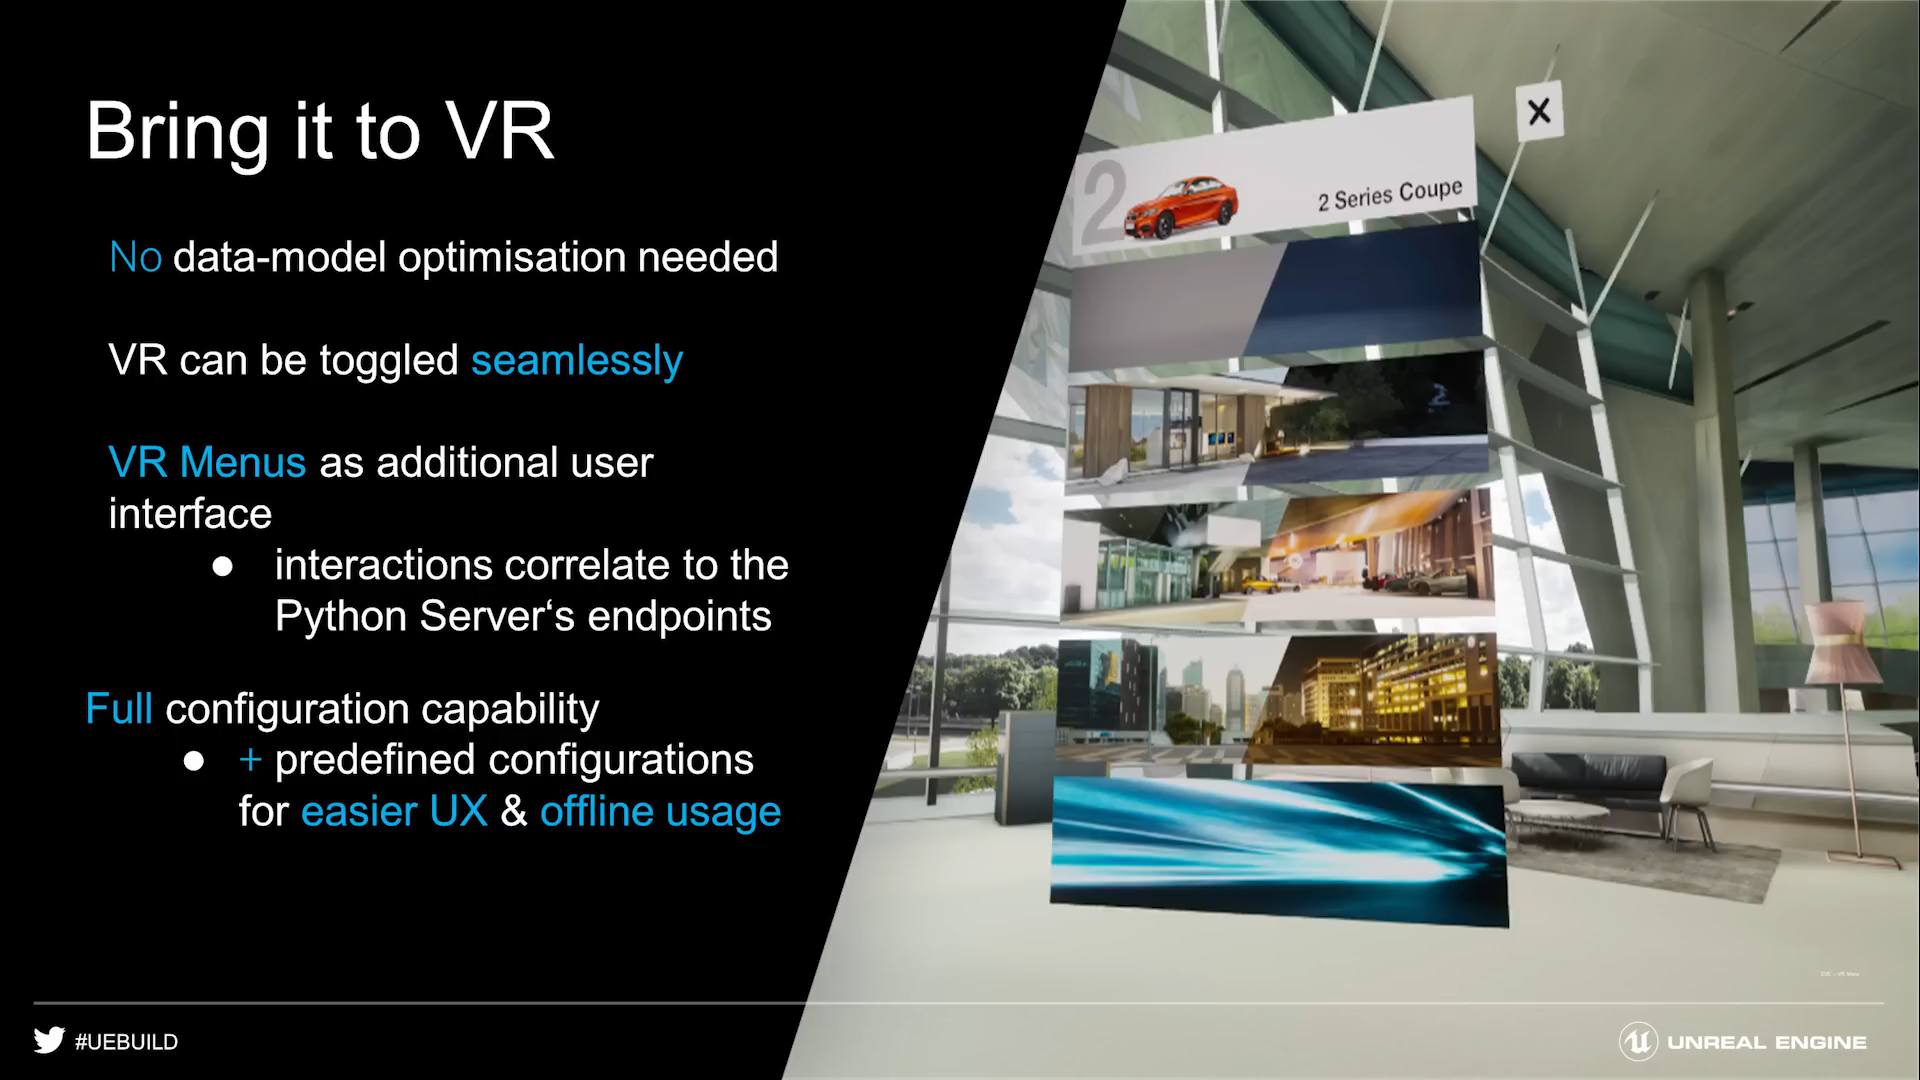 Bring it to VR
No data-model optimisation needed
VR can be toggled seamlessly
VR Menus as additional user
interface
● interactions correlate to the
Python Server‘s endpoints
Full configuration capability
● + predefined configurations
for easier UX & offline usage
X
2
2 Series Coupe
#UEBUILD
UNREAL ENGINE